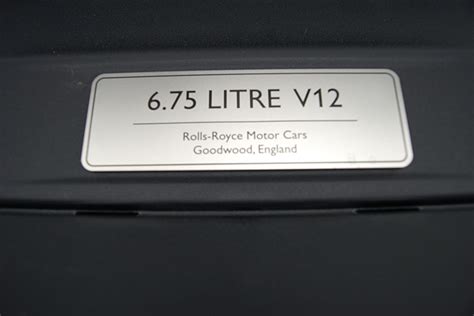 6.75 LITRE V12
Rolls-Royce Motor Cars
Goodwood, England